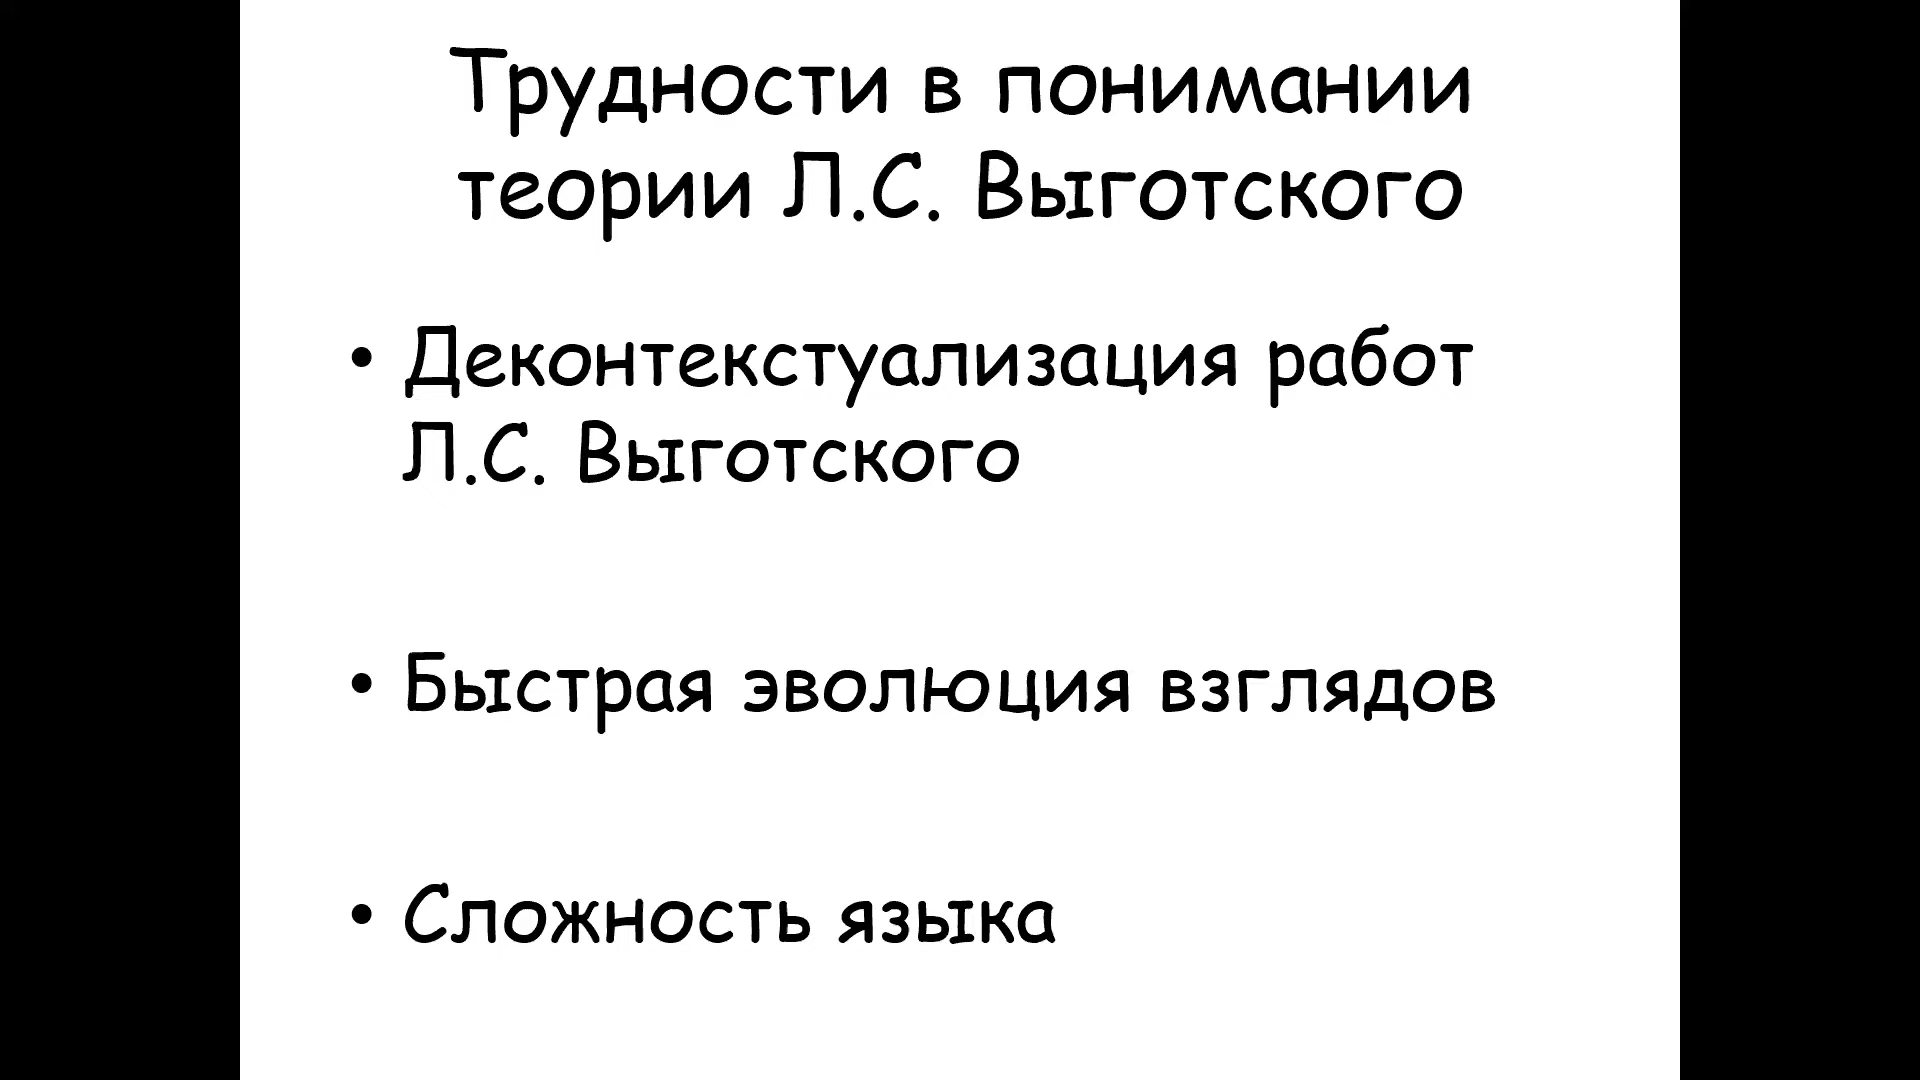 Трудности в понимании
теории Л.С. Выготского
• Деконтекстуализация работ
Л.С. Выготского
• Быстрая эволюция взглядов
• Сложность языка